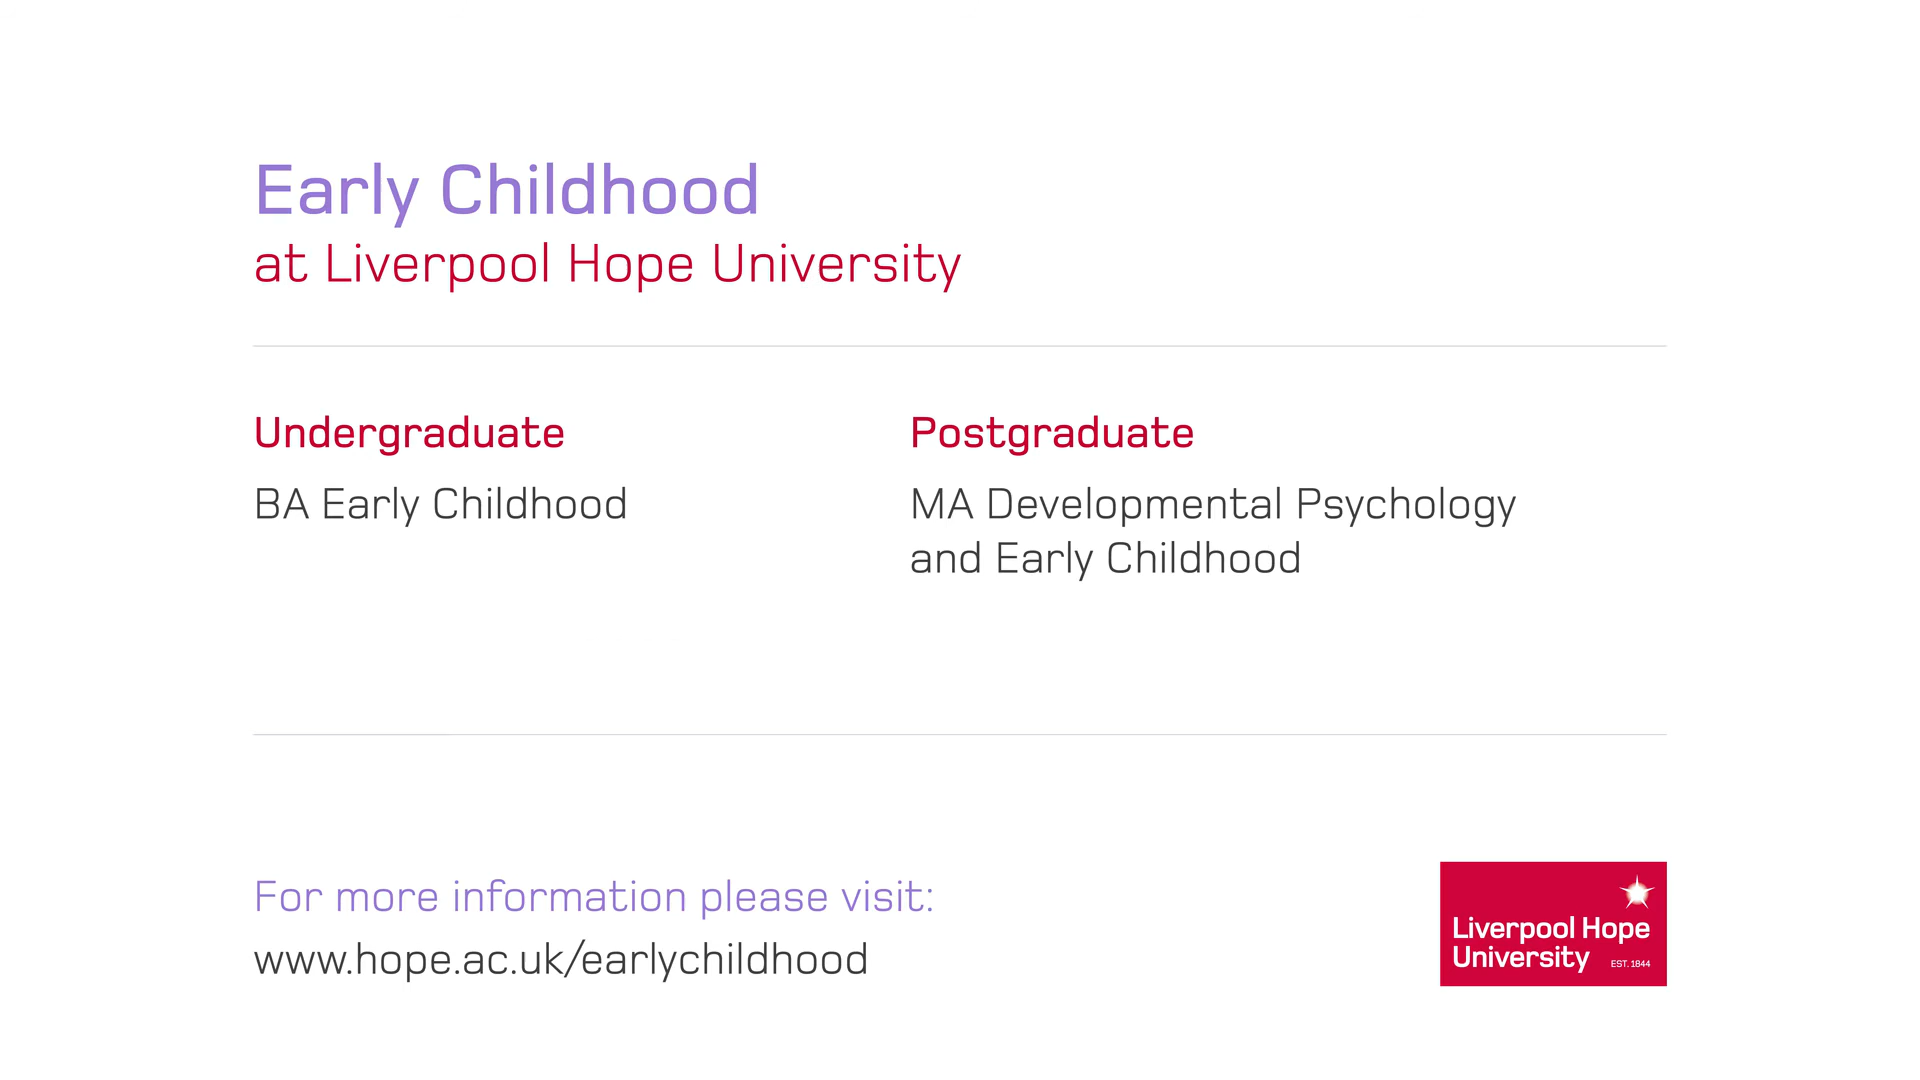 Early Childhood
at Liverpool Hope University
Undergraduate
BA Early Childhood
Postgraduate
MA Developmental Psychology
and Early Childhood
For more information please visit:
www.hope.ac.uk/earlychildhood
Liverpool Hope
University EST. 1844